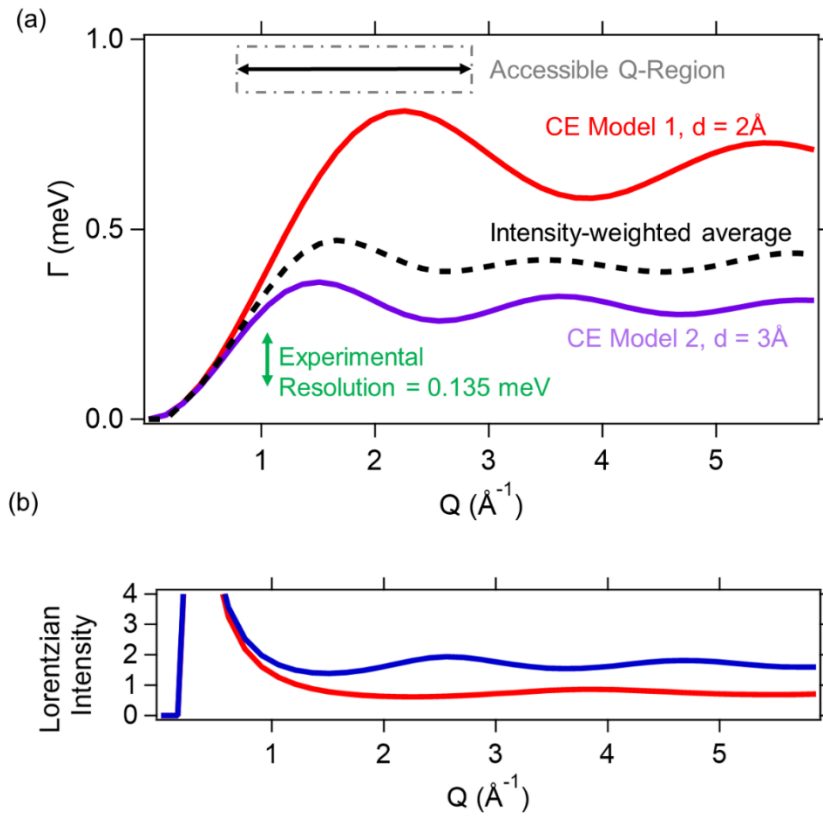 (a)
1.0
Accessible Q-Region
CE Model 1, d = 2Å
Γ (meV)
0.5
Intensity-weighted average
Experimental
Resolution = 0.135 meV
CE Model 2, d = 3Å
0.0
1 2 3 4 5
Q (Å⁻¹)
(b)
Lorentzian
Intensity
4
3
2
1
0
1 2 3 4 5
Q (Å⁻¹)